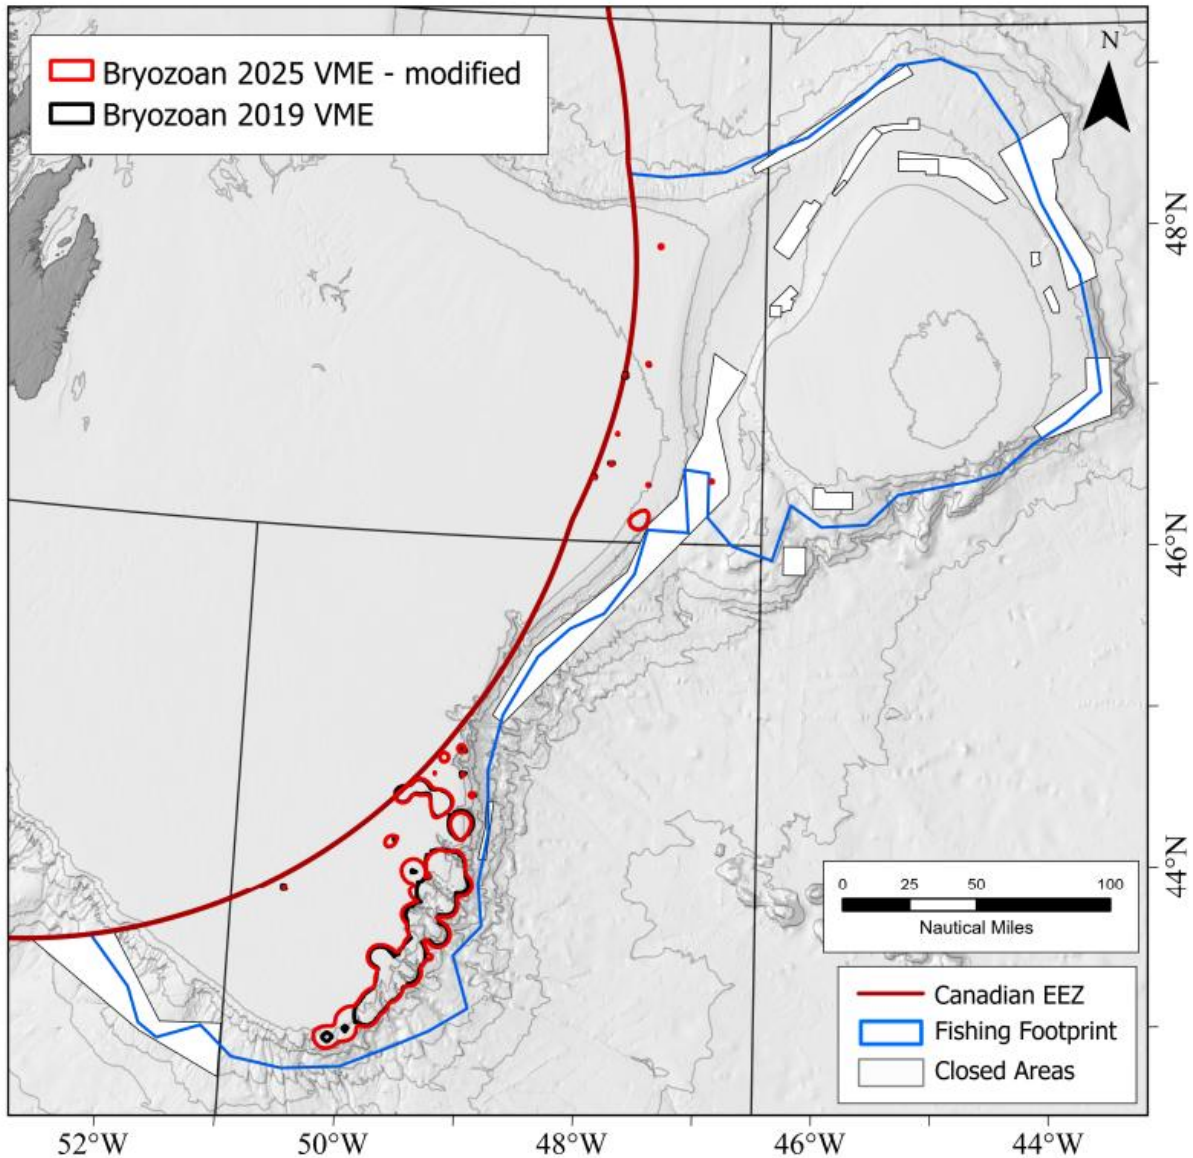 Bryozoan 2025 VME - modified
Bryozoan 2019 VME
N
48°N
46°N
44°N
0 25 50 100
Nautical Miles
Canadian EEZ
Fishing Footprint
Closed Areas
52°W 50°W 48°W 46°W 44°W